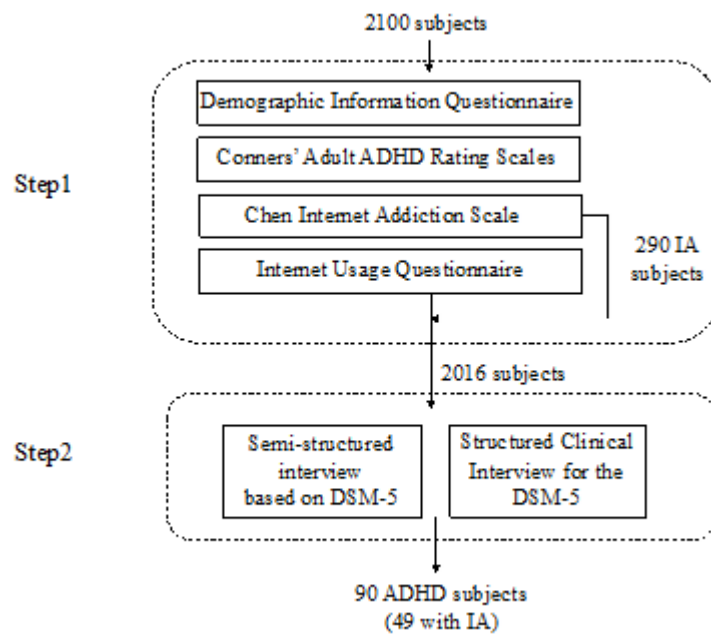 2100 subjects
Demographic Information Questionnaire
Conners' Adult ADHD Rating Scales
Step1
Chen Internet Addiction Scale
290 IA
subjects
Internet Usage Questionnaire
2016 subjects
Step2
Semi-structured
interview
based on DSM-5
Structured Clinical
Interview for the
DSM-5
90 ADHD subjects
(49 with IA)